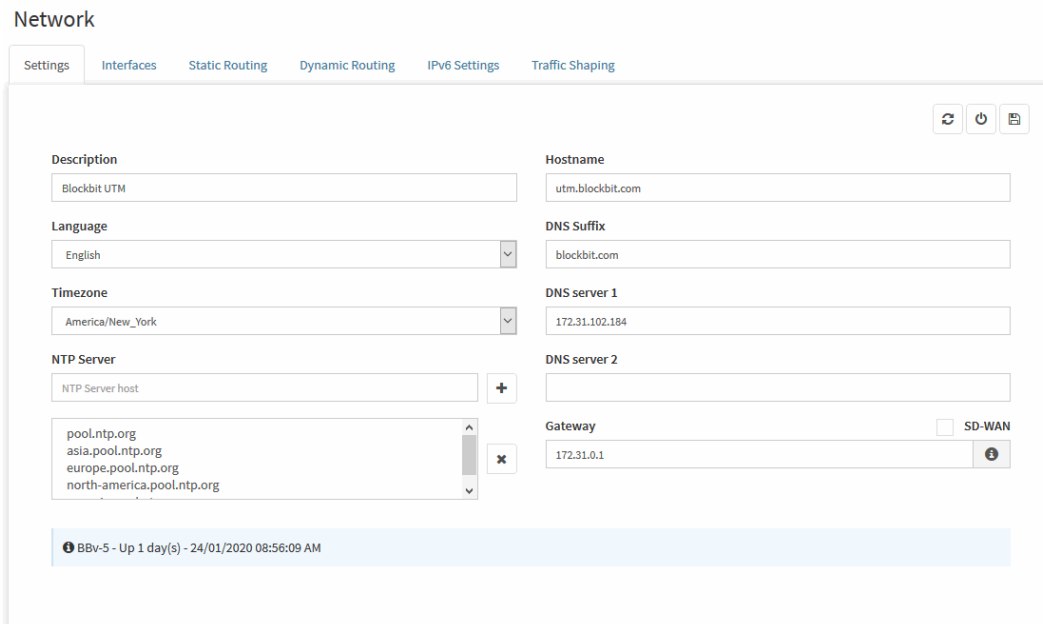 Network
Settings Interfaces Static Routing Dynamic Routing IPv6 Settings Traffic Shaping
Description
Blockbit UTM
Language
English
Timezone
America/New_York
NTP Server
NTP Server host
pool.ntp.org
asia.pool.ntp.org
europe.pool.ntp.org
north-america.pool.ntp.org
Hostname
utm.blockbit.com
DNS Suffix
blockbit.com
DNS server 1
172.31.102.184
DNS server 2
Gateway SD-WAN
172.31.0.1
BBv-5 - Up 1 day(s) - 24/01/2020 08:56:09 AM